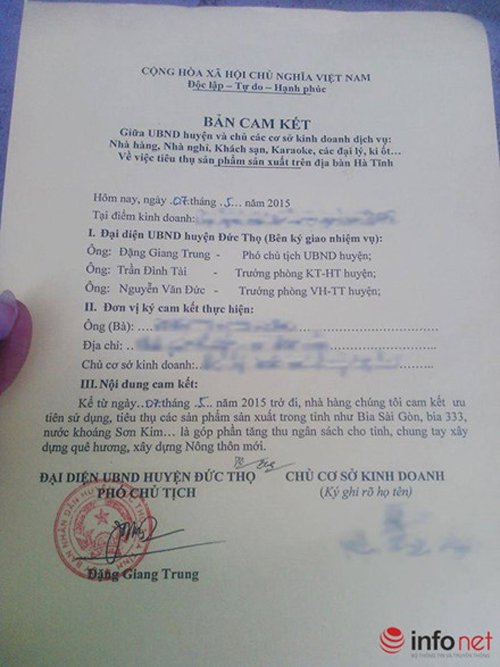 CỘNG HÒA XÃ HỘI CHỦ NGHĨA VIỆT NAM
Độc lập – Tự do – Hạnh phúc
BẢN CAM KẾT
Giữa UBND huyện và chủ các cơ sở kinh doanh dịch vụ:
Nhà hàng, Nhà nghỉ, Khách sạn, Karaoke, các đại lý, ki ốt…
Về việc tiêu thụ sản phẩm sản xuất trên địa bàn Hà Tĩnh
Hôm nay, ngày 07 tháng 5 năm 2015
Tại điểm kinh doanh:
I. Đại diện UBND huyện Đức Thọ (Bên ký giao nhiệm vụ):
Ông: Đặng Giang Trung - Phó chủ tịch UBND huyện;
Ông: Trần Đình Tài - Trưởng phòng KT-HT huyện;
Ông: Nguyễn Văn Đức - Trưởng phòng VH-TT huyện;
II. Đơn vị ký cam kết thực hiện:
Ông (Bà):
Địa chỉ:
Chủ cơ sở kinh doanh:
III. Nội dung cam kết:
Kể từ ngày 07 tháng 5 năm 2015 trở đi, nhà hàng chúng tôi cam kết ưu
tiên sử dụng, tiêu thụ các sản phẩm sản xuất trong tỉnh như Bia Sài Gòn, bia 333,
nước khoáng Sơn Kim… là góp phần tăng thu ngân sách cho tỉnh, chung tay xây
dựng quê hương, xây dựng Nông thôn mới.
ĐẠI DIỆN UBND HUYỆN ĐỨC THỌ CHỦ CƠ SỞ KINH DOANH
PHÓ CHỦ TỊCH (Ký ghi rõ họ tên)
Đặng Giang Trung
infonet